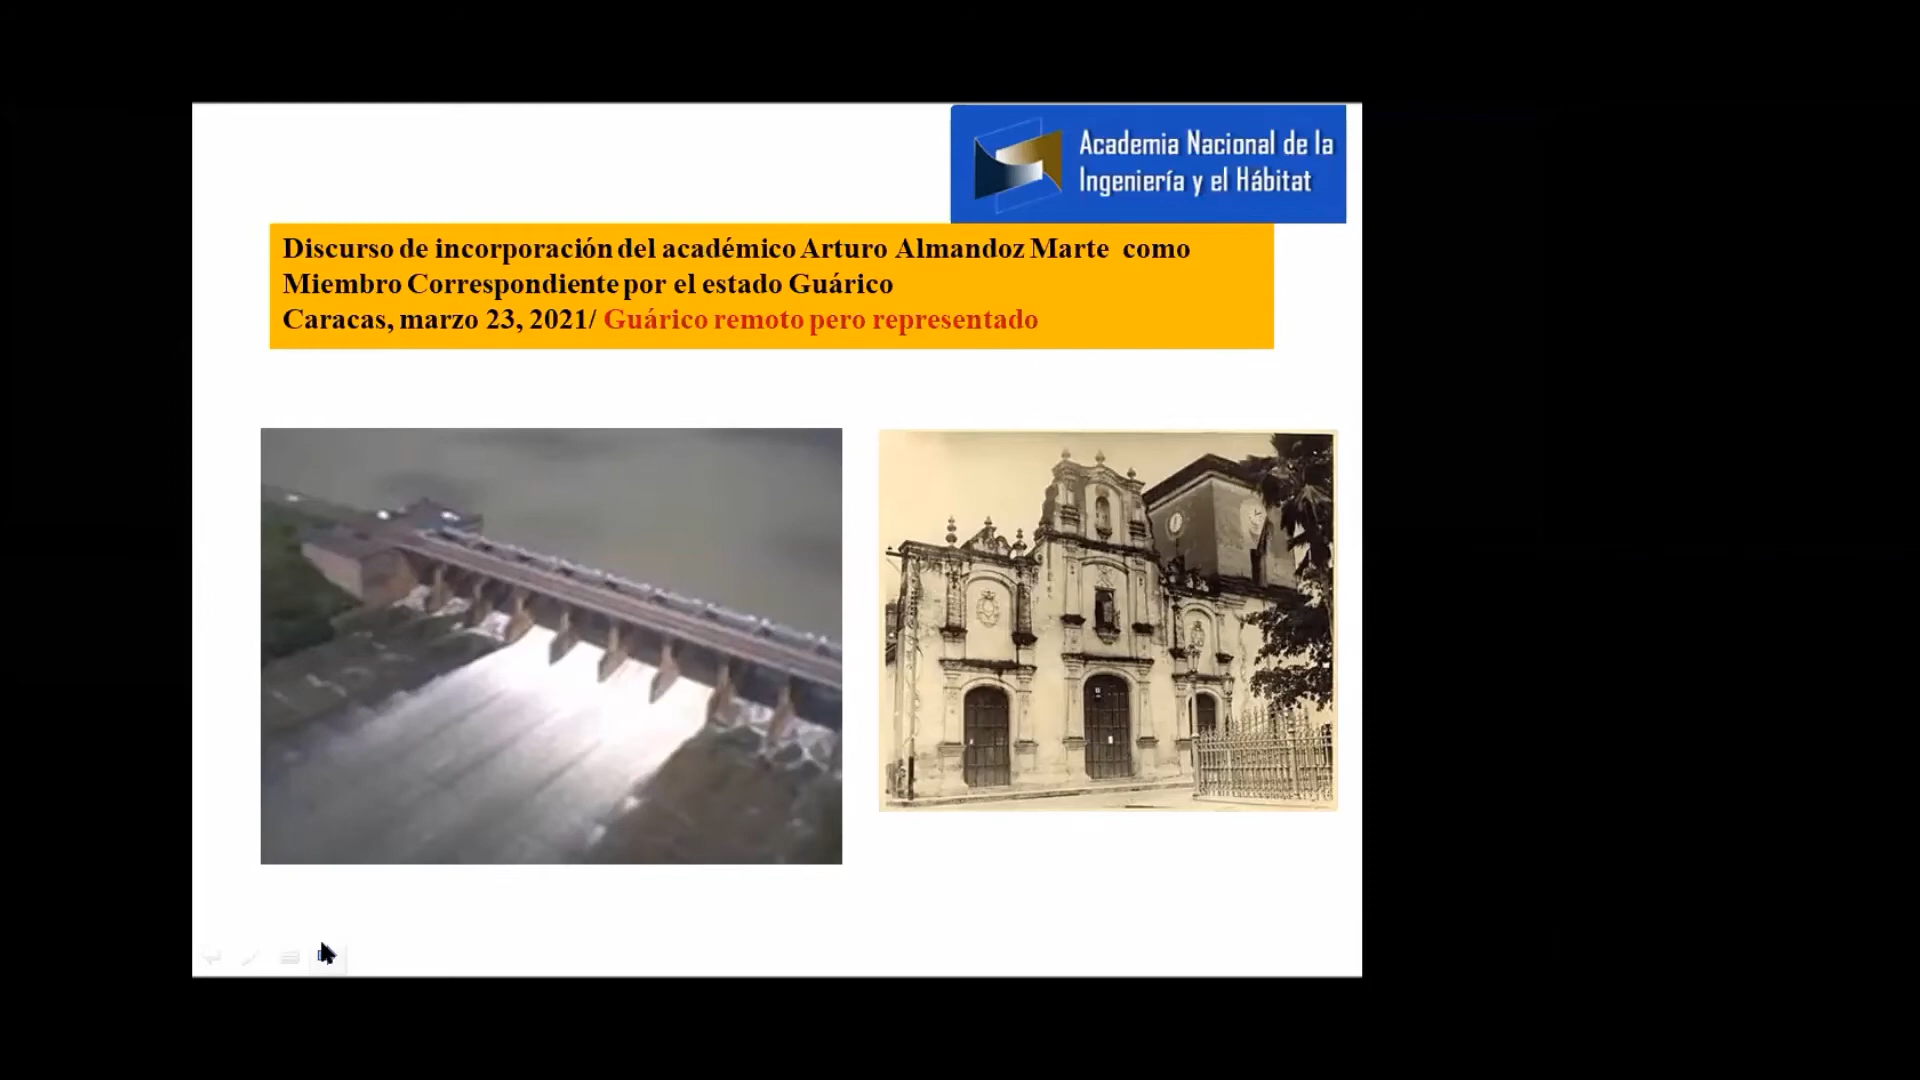 Academia Nacional de la
Ingeniería y el Hábitat
Discurso de incorporación del académico Arturo Almandoz Marte como
Miembro Correspondiente por el estado Guárico
Caracas, marzo 23, 2021/ Guárico remoto pero representado